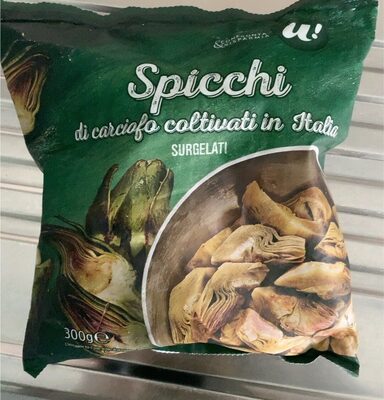 u!
Spicchi
di carciofo coltivati in Italia
SURGELATI
300g℮